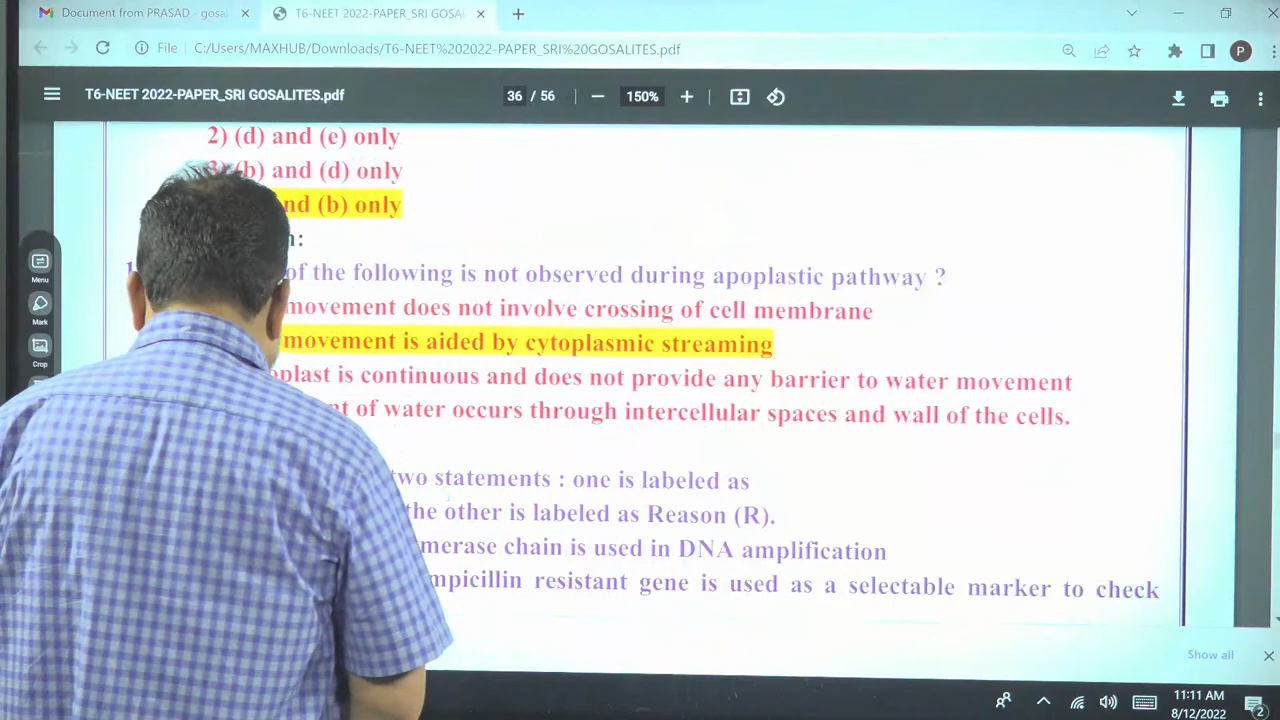 Document from PRASAD - gosal
T6-NEET 2022-PAPER_SRI GOSALI
File
C:/Users/MAXHUB/Downloads/T6-NEET%202022-PAPER_SRI%20GOSALITES.pdf
P
T6-NEET 2022-PAPER_SRI GOSALITES.pdf
36 / 56
150%
2) (d) and (e) only
(b) and (d) only
and (b) only
of the following is not observed during apoplastic pathway ?
movement does not involve crossing of cell membrane
movement is aided by cytoplasmic streaming
oplast is continuous and does not provide any barrier to water movement
nt of water occurs through intercellular spaces and wall of the cells.
two statements : one is labeled as
the other is labeled as Reason (R).
merase chain is used in DNA amplification
mpicillin resistant gene is used as a selectable marker to check
Menu
Mark
Crop
Show all
11:11 AM
8/12/2022
2